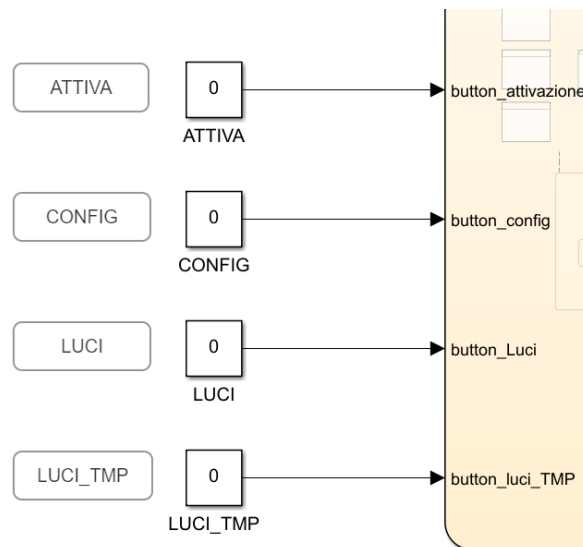 ATTIVA
0
button_attivazione
ATTIVA
CONFIG
0
button_config
CONFIG
LUCI
0
button_Luci
LUCI
LUCI_TMP
0
button_luci_TMP
LUCI_TMP